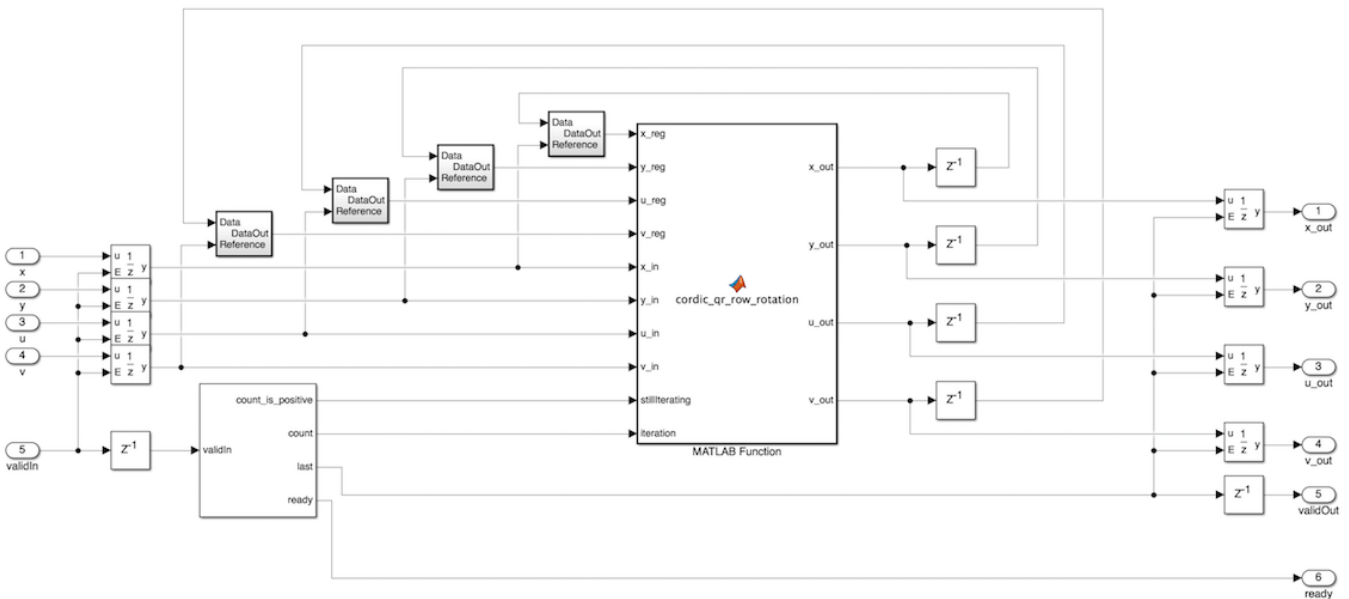 Data
DataOut
Reference
Data
DataOut
Reference
Data
DataOut
Reference
Data
DataOut
Reference
x_reg
y_reg
u_reg
v_reg
x_in
y_in
u_in
v_in
stillIterating
iteration
cordic_qr_row_rotation
x_out
y_out
u_out
v_out
MATLAB Function
z-1
z-1
z-1
z-1
1
x
2
y
3
u
4
v
5
validIn
u 1
E z y
u 1
E z y
u 1
E z y
u 1
E z y
z-1
validIn
count_is_positive
count
last
ready
u 1
E z y
1
x_out
u 1
E z y
2
y_out
u 1
E z y
3
u_out
u 1
E z y
4
v_out
z-1
5
validOut
6
ready